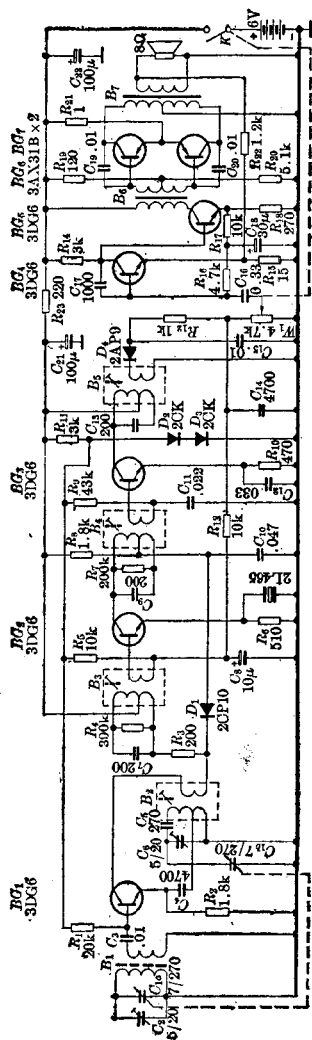 BG₁
3DG6
BG₂
3DG6
BG₃
3DG6
BG₄
3DG6
BG₅
3DG6
BG₆ BG₇
3AX31B×2
R₁
20k
C₃
.01
B₁
C₂
5/20
C₁ₐ
7/270
R₂
1.8k
C₄
4700
C₅
270
C₆
5/20
B₂
C₁b 7/270
C₇ 200
R₄
300k
R₃
200
D₁
2CP10
B₃
R₅
10k
C₈
10μ
R₆
510
2L465
C₉
200
R₇
200k
R₈
1.8k
B₄
R₉
43k
C₁₀
.047
C₁₁
.022
R₁₂
10k
R₁₁
3k
C₁₃
200
B₅
D₂
2CK
D₃
2CK
C₁₂
.033
R₁₀
470
C₁₄
4700
D₄
2AP9
R₁₃ 1k
C₁₅
.01
W₁ 4.7k
C₂₁
100μ
R₂₃ 220
R₁₄
3k
C₁₇
1000
C₁₆
R₁₆
4.7k
R₁₅
15
R₁₇
10k
C₁₈
30μ
R₁₈
270
B₆
R₁₉
120
C₁₉ .01
C₂₀ .01
R₂₀
5.1k
R₂₁
1
R₂₂ 1.2k
B₇
C₂₂
100μ
8Ω
K
6V